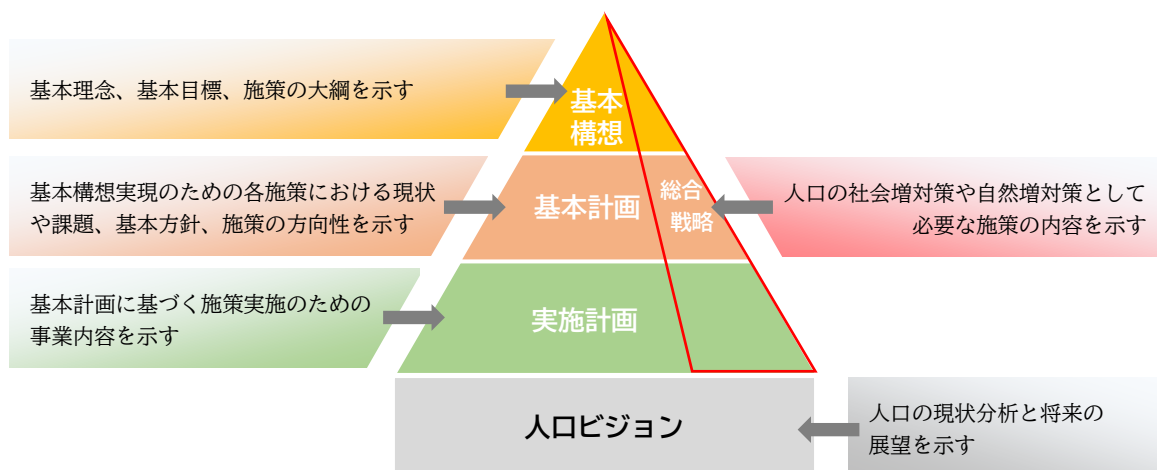 基本理念、基本目標、施策の大綱を示す
基本
構想
基本構想実現のための各施策における現状
や課題、基本方針、施策の方向性を示す
基本計画
総合
戦略
人口の社会増対策や自然増対策として
必要な施策の内容を示す
基本計画に基づく施策実施のための
事業内容を示す
実施計画
人口ビジョン
人口の現状分析と将来の
展望を示す